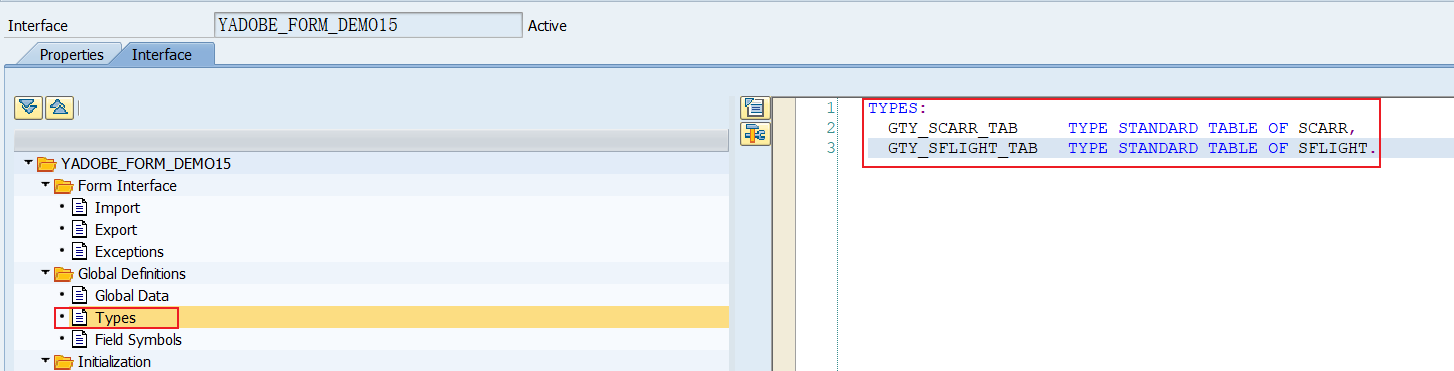 Interface YADOBE_FORM_DEMO15 Active
Properties Interface
YADOBE_FORM_DEMO15
Form Interface
Import
Export
Exceptions
Global Definitions
Global Data
Types
Field Symbols
Initialization
1 TYPES:
2 GTY_SCARR_TAB TYPE STANDARD TABLE OF SCARR,
3 GTY_SFLIGHT_TAB TYPE STANDARD TABLE OF SFLIGHT.